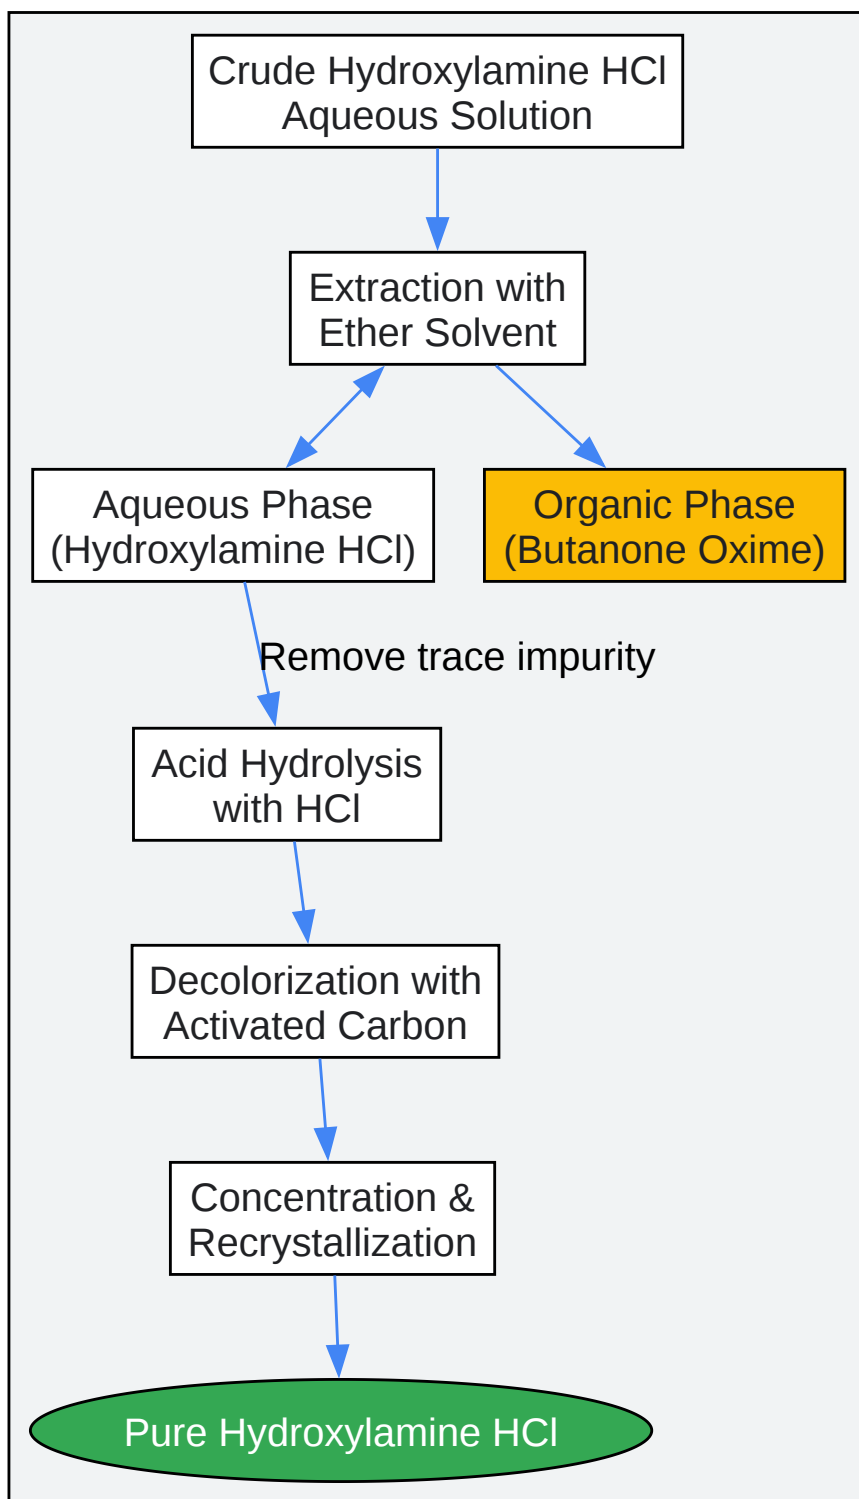 Crude Hydroxylamine HCl
Aqueous Solution
Extraction with
Ether Solvent
Aqueous Phase
(Hydroxylamine HCl)
Organic Phase
(Butanone Oxime)
Remove trace impurity
Acid Hydrolysis
with HCl
Decolorization with
Activated Carbon
Concentration &
Recrystallization
Pure Hydroxylamine HCl